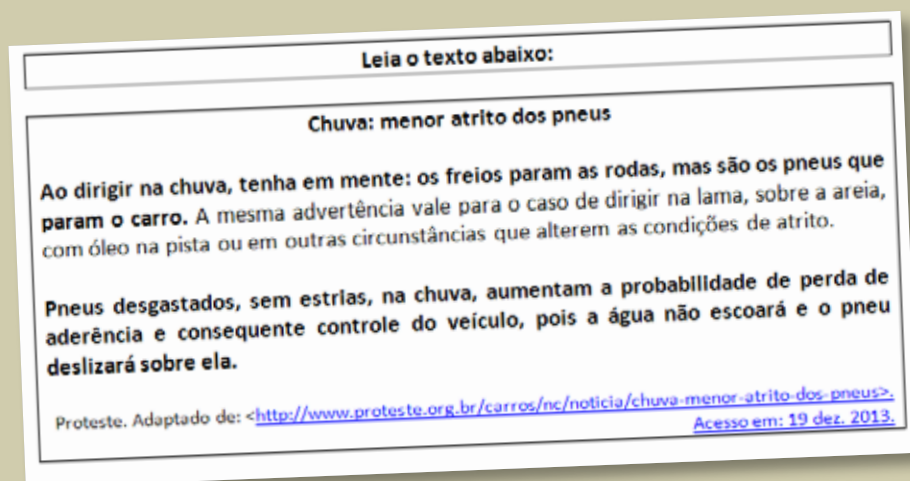 Leia o texto abaixo:
Chuva: menor atrito dos pneus
Ao dirigir na chuva, tenha em mente: os freios param as rodas, mas são os pneus que
param o carro. A mesma advertência vale para o caso de dirigir na lama, sobre a areia,
com óleo na pista ou em outras circunstâncias que alterem as condições de atrito.
Pneus desgastados, sem estrias, na chuva, aumentam a probabilidade de perda de
aderência e consequente controle do veículo, pois a água não escoará e o pneu
deslizará sobre ela.
Proteste. Adaptado de: <http://www.proteste.org.br/carros/nc/noticia/chuva-menor-atrito-dos-pneus>.
Acesso em: 19 dez. 2013.